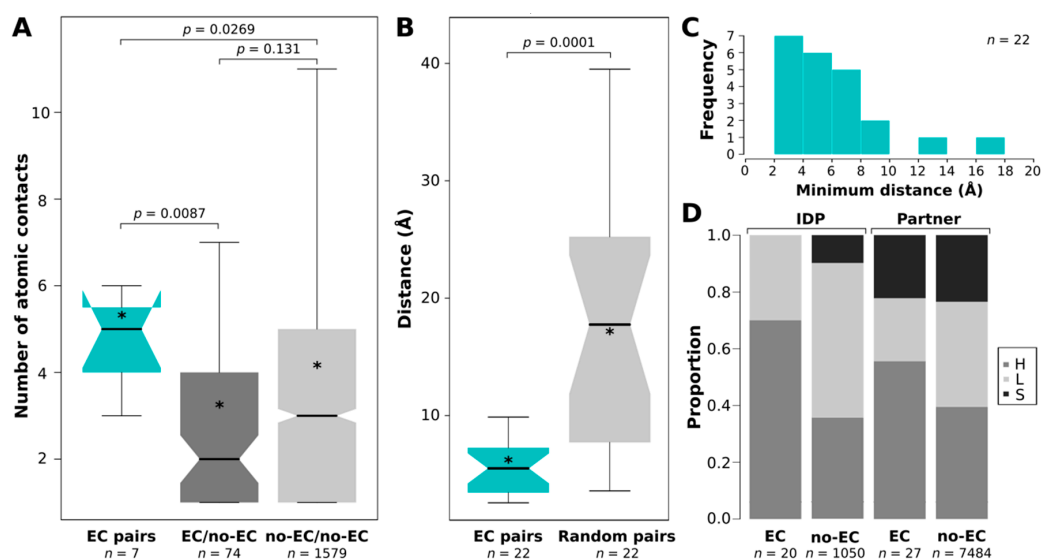 A
p = 0.0269
p = 0.131
p = 0.0087
Number of atomic contacts
10
8
6
4
2
EC pairs
n = 7
EC/no-EC
n = 74
no-EC/no-EC
n = 1579
*
*
*
B
p = 0.0001
Distance (Å)
40
30
20
10
*
*
EC pairs
n = 22
Random pairs
n = 22
C
n = 22
Frequency
7
6
5
4
3
2
1
0
0 2 4 6 8 10 12 14 16 18 20
Minimum distance (Å)
D
IDP
Partner
Proportion
1.0
0.8
0.6
0.4
0.2
0.0
H
L
S
EC
n = 20
no-EC
n = 1050
EC
n = 27
no-EC
n = 7484